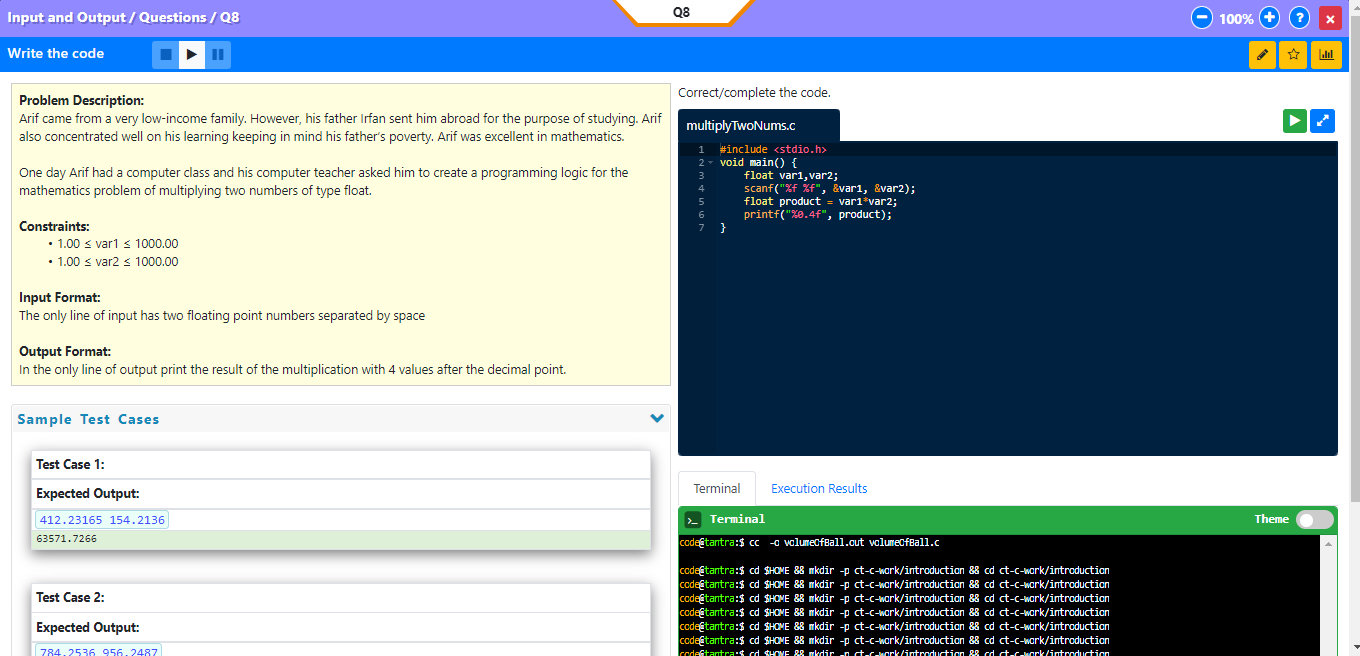 Input and Output / Questions / Q8
Q8
100%
?
×
Write the code
Problem Description:
Arif came from a very low-income family. However, his father Irfan sent him abroad for the purpose of studying. Arif
also concentrated well on his learning keeping in mind his father's poverty. Arif was excellent in mathematics.
One day Arif had a computer class and his computer teacher asked him to create a programming logic for the
mathematics problem of multiplying two numbers of type float.
Constraints:
• 1.00 ≤ var1 ≤ 1000.00
• 1.00 ≤ var2 ≤ 1000.00
Input Format:
The only line of input has two floating point numbers separated by space
Output Format:
In the only line of output print the result of the multiplication with 4 values after the decimal point.
Sample Test Cases
Test Case 1:
Expected Output:
412.23165 154.2136
63571.7266
Test Case 2:
Expected Output:
784.2536 956.2487
Correct/complete the code.
multiplyTwoNums.c
1 #include <stdio.h>
2 void main() {
3 float var1,var2;
4 scanf("%f %f", &var1, &var2);
5 float product = var1*var2;
6 printf("%0.4f", product);
7 }
Terminal
Execution Results
>_ Terminal
Theme
code@tantra:$ cc -o volumeOfBall.out volumeOfBall.c
code@tantra:$ cd $HOME && mkdir -p ct-c-work/introduction && cd ct-c-work/introduction
code@tantra:$ cd $HOME && mkdir -p ct-c-work/introduction && cd ct-c-work/introduction
code@tantra:$ cd $HOME && mkdir -p ct-c-work/introduction && cd ct-c-work/introduction
code@tantra:$ cd $HOME && mkdir -p ct-c-work/introduction && cd ct-c-work/introduction
code@tantra:$ cd $HOME && mkdir -p ct-c-work/introduction && cd ct-c-work/introduction
code@tantra:$ cd $HOME && mkdir -p ct-c-work/introduction && cd ct-c-work/introduction
code@tantra:$ cd $HOME && mkdir -p ct-c-work/introduction && cd ct-c-work/introduction